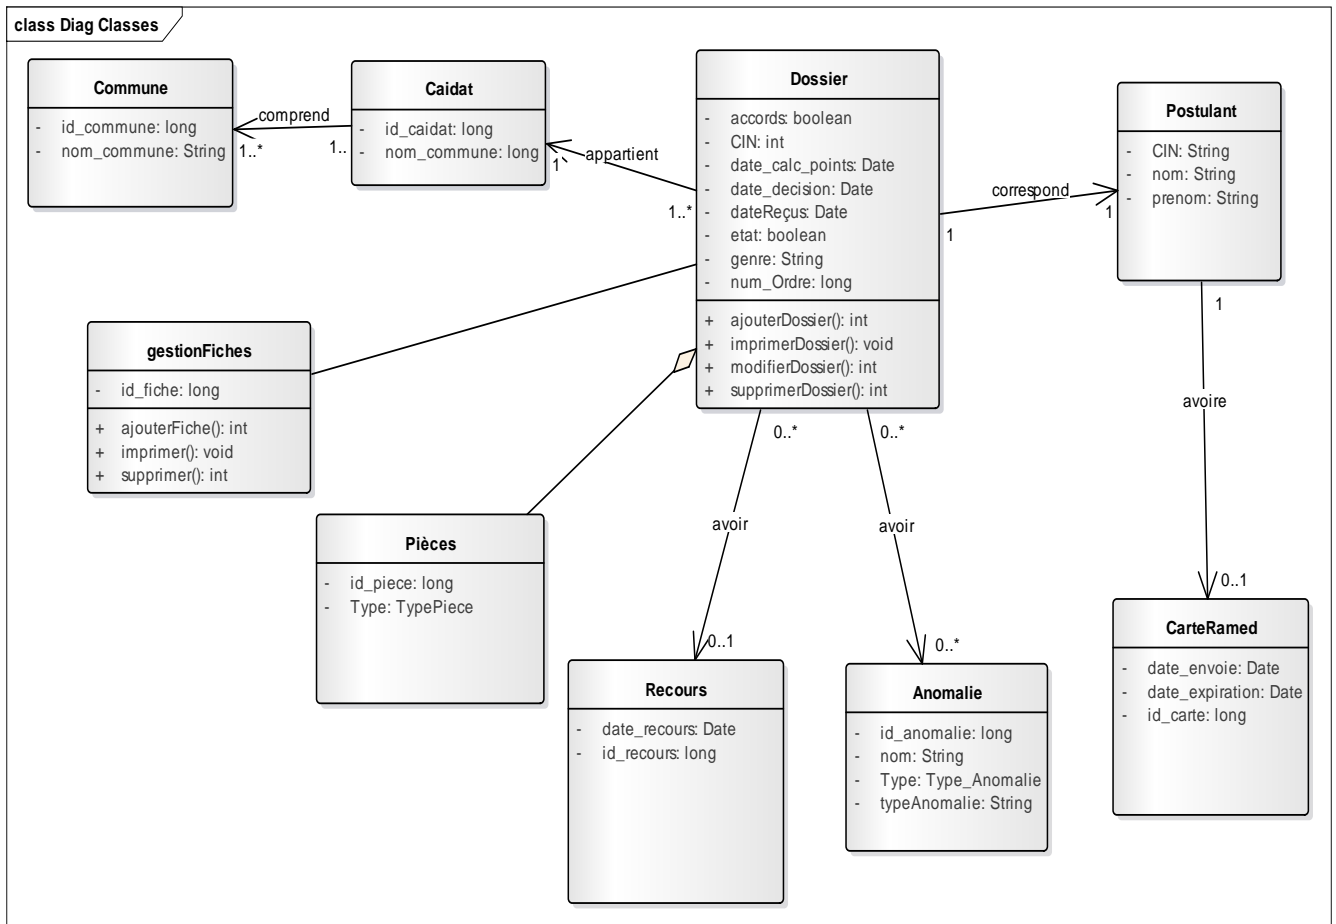 class Diag Classes
Commune
- id_commune: long
- nom_commune: String
comprend
1..*
1..
Caidat
- id_caidat: long
- nom_commune: long
1
appartient
1..*
Dossier
- accords: boolean
- CIN: int
- date_calc_points: Date
- date_decision: Date
- dateReçus: Date
- etat: boolean
- genre: String
- num_Ordre: long
+ ajouterDossier(): int
+ imprimerDossier(): void
+ modifierDossier(): int
+ supprimerDossier(): int
correspond
1
1
Postulant
- CIN: String
- nom: String
- prenom: String
1
avoire
0..1
gestionFiches
- id_fiche: long
+ ajouterFiche(): int
+ imprimer(): void
+ supprimer(): int
Pièces
- id_piece: long
- Type: TypePiece
0..*
avoir
0..1
0..*
avoir
0..*
Recours
- date_recours: Date
- id_recours: long
Anomalie
- id_anomalie: long
- nom: String
- Type: Type_Anomalie
- typeAnomalie: String
CarteRamed
- date_envoie: Date
- date_expiration: Date
- id_carte: long